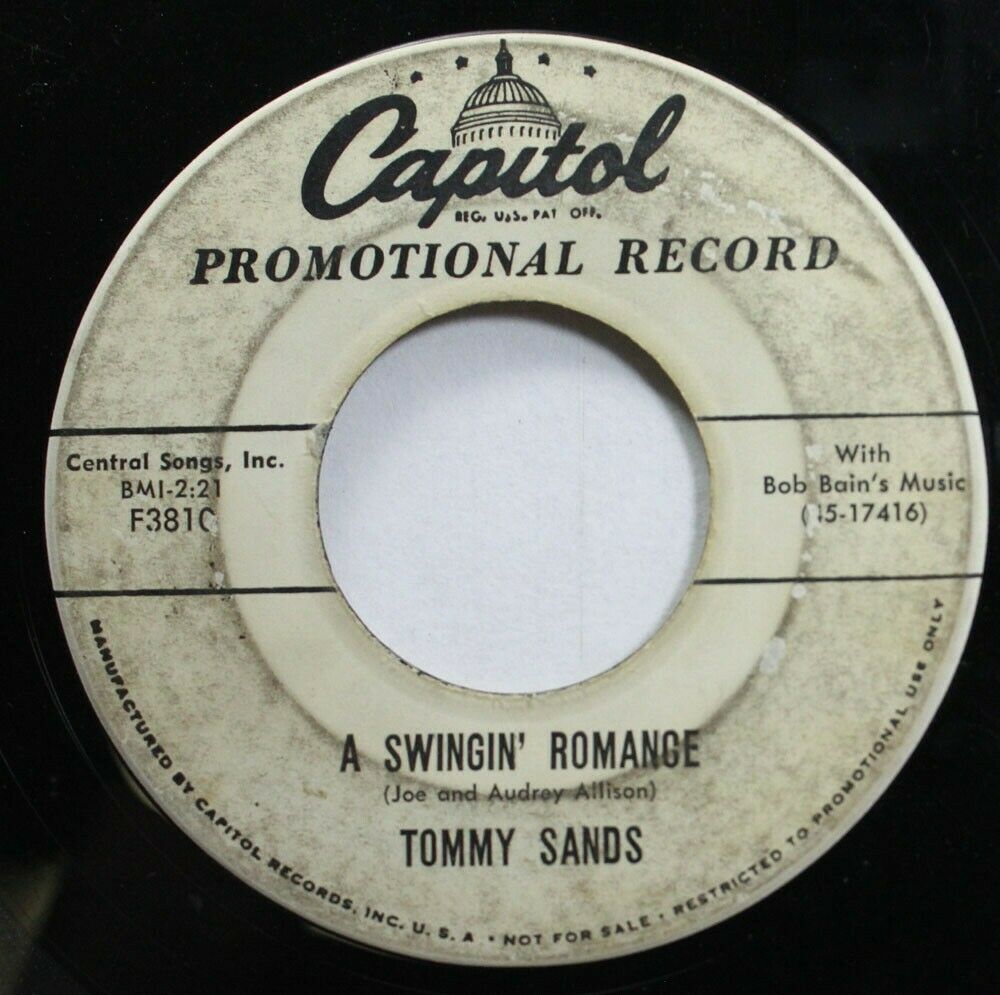 Capitol
REG. U.S. PAT OFF.
PROMOTIONAL RECORD
Central Songs, Inc.
BMI-2:21
F3810
With
Bob Bain's Music
(45-17416)
A SWINGIN' ROMANCE
(Joe and Audrey Allison)
TOMMY SANDS
MANUFACTURED BY CAPITOL RECORDS, INC. U. S. A • NOT FOR SALE • RESTRICTED TO PROMOTIONAL USE ONLY